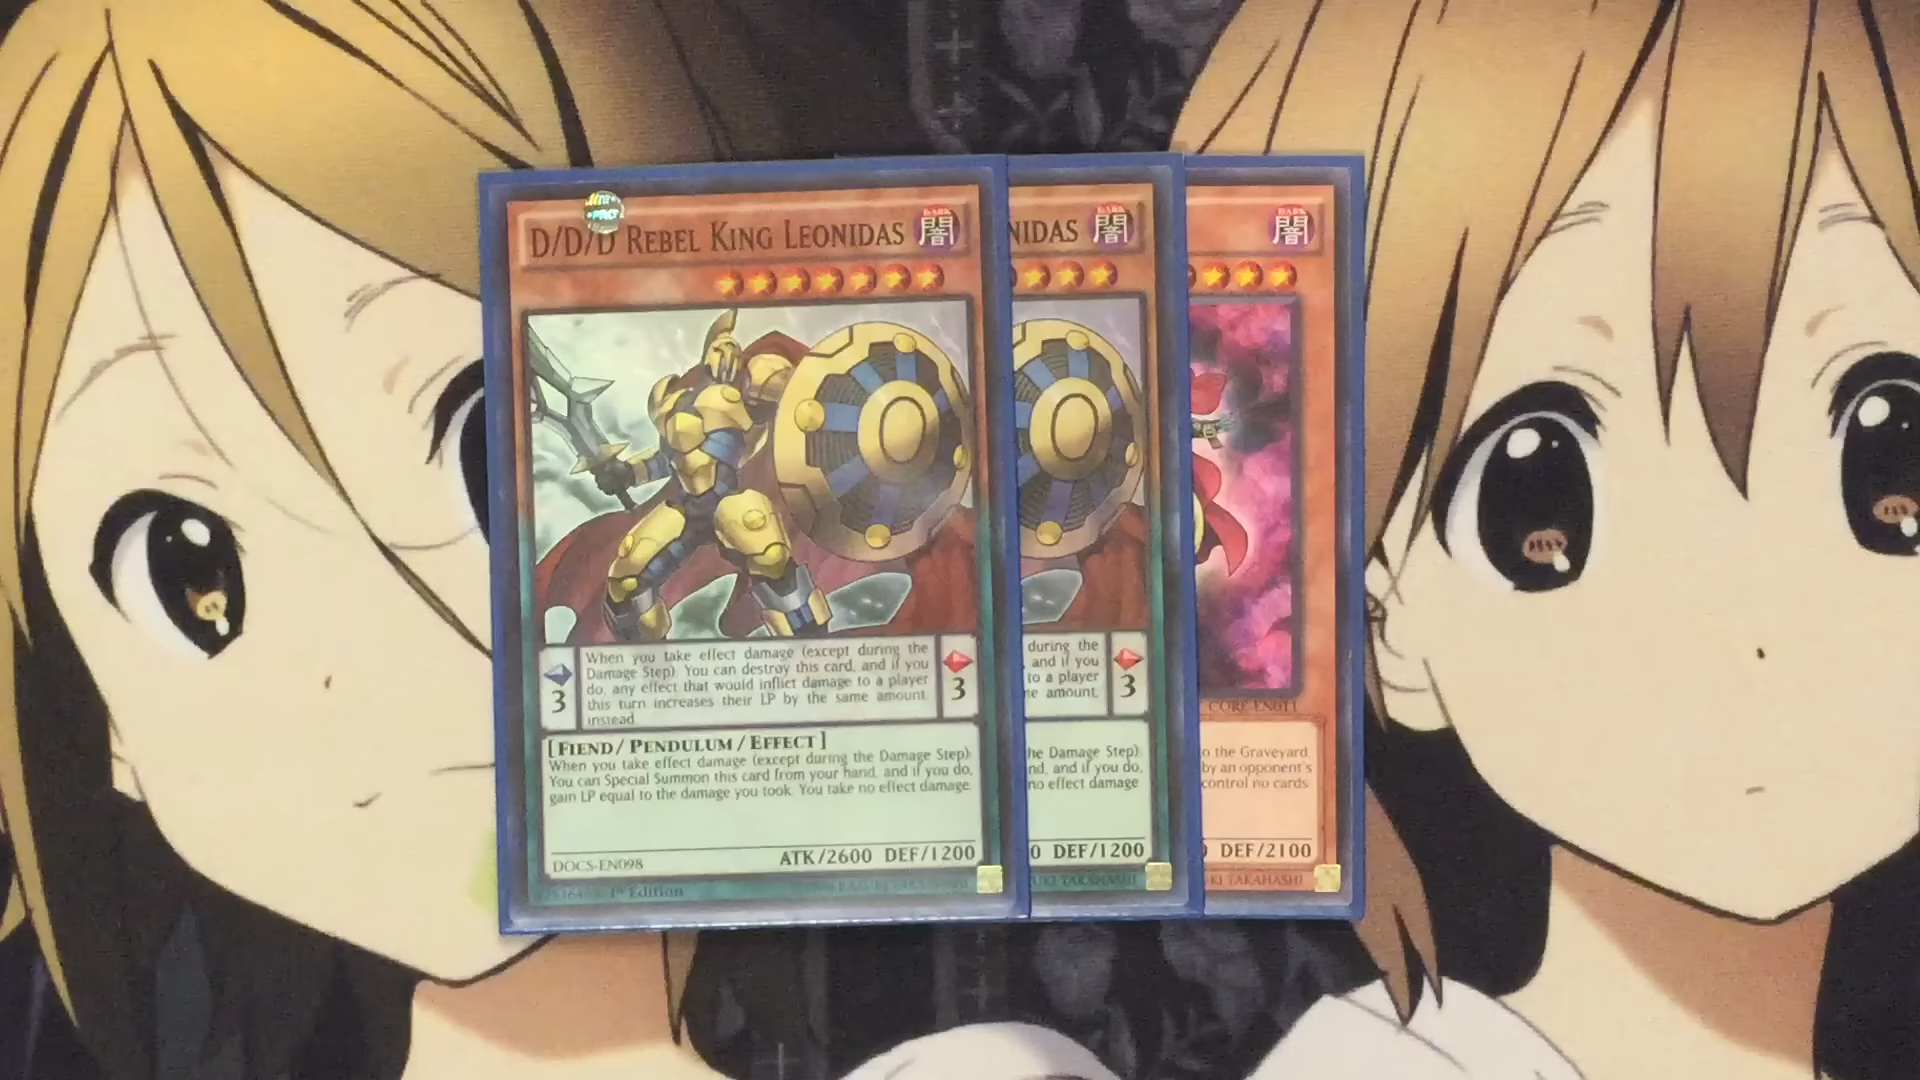 D/D/D REBEL KING LEONIDAS
DARK
闇
When you take effect damage (except during the
Damage Step): You can destroy this card, and if you
do, any effect that would inflict damage to a player
this turn increases their LP by the same amount,
instead.
3
3
[FIEND/PENDULUM/EFFECT]
When you take effect damage (except during the Damage Step):
You can Special Summon this card from your hand, and if you do,
gain LP equal to the damage you took. You take no effect damage.
ATK/2600 DEF/1200
DOCS-EN098
1st Edition
NIDAS
DARK
闇
during the
and if you
to a player
amount,
3
he Damage Step):
nd, and if you do,
no effect damage
0 DEF/1200
TAKAHASHI
DARK
闇
CORE-EN011
to the Graveyard
by an opponent's
control no cards
DEF/2100
TAKAHASHI